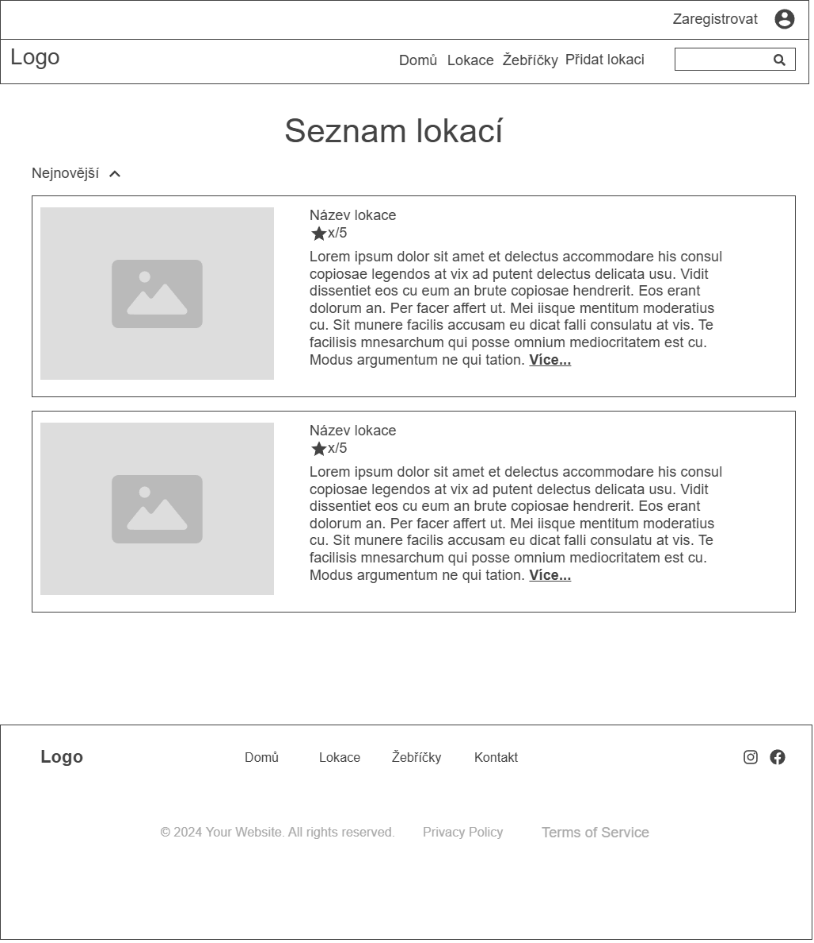 Zaregistrovat
Logo
Domů Lokace Žebříčky Přidat lokaci
Seznam lokací
Nejnovější
Název lokace
x/5
Lorem ipsum dolor sit amet et delectus accommodare his consul
copiosae legendos at vix ad putent delectus delicata usu. Vidit
dissentiet eos cu eum an brute copiosae hendrerit. Eos erant
dolorum an. Per facer affert ut. Mei iisque mentitum moderatius
cu. Sit munere facilis accusam eu dicat falli consulatu at vis. Te
facilisis mnesarchum qui posse omnium mediocritatem est cu.
Modus argumentum ne qui tation. Více...
Název lokace
x/5
Lorem ipsum dolor sit amet et delectus accommodare his consul
copiosae legendos at vix ad putent delectus delicata usu. Vidit
dissentiet eos cu eum an brute copiosae hendrerit. Eos erant
dolorum an. Per facer affert ut. Mei iisque mentitum moderatius
cu. Sit munere facilis accusam eu dicat falli consulatu at vis. Te
facilisis mnesarchum qui posse omnium mediocritatem est cu.
Modus argumentum ne qui tation. Více...
Logo
Domů Lokace Žebříčky Kontakt
© 2024 Your Website. All rights reserved. Privacy Policy Terms of Service